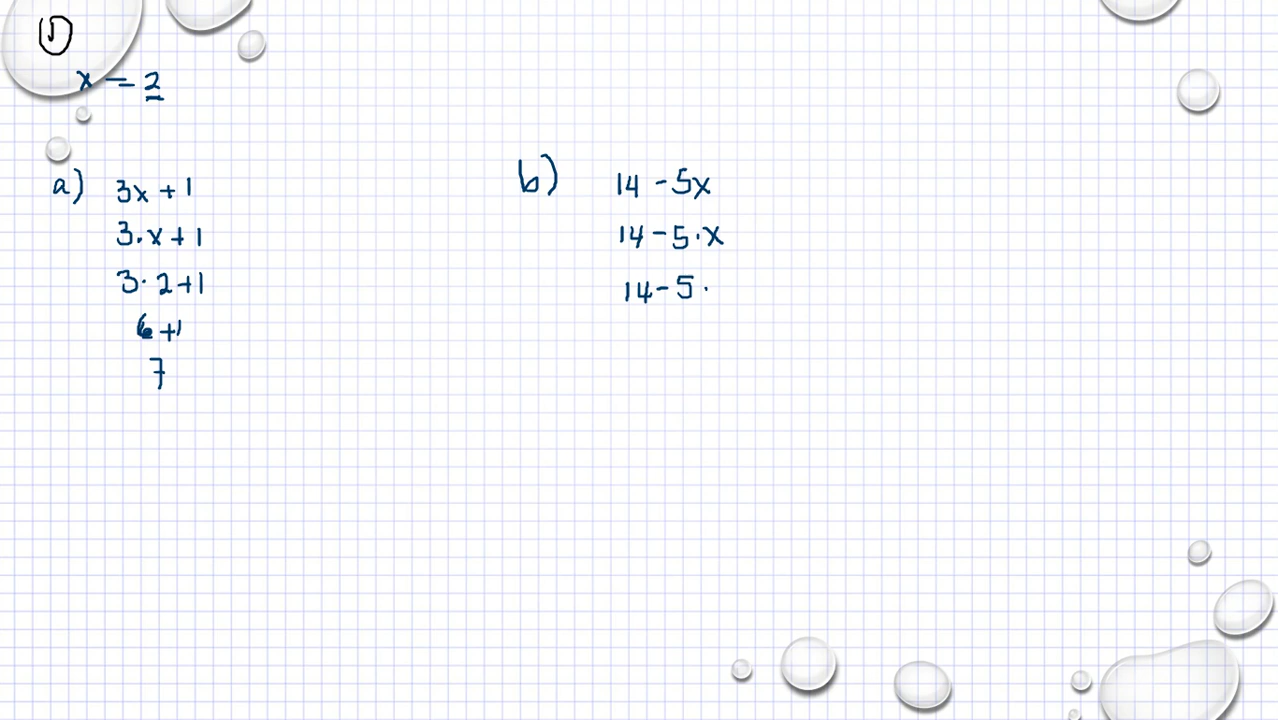 1
x = 2
a) 3x + 1
3·x + 1
3·2+1
6+1
7
b) 14 - 5x
14 - 5·x
14 - 5·